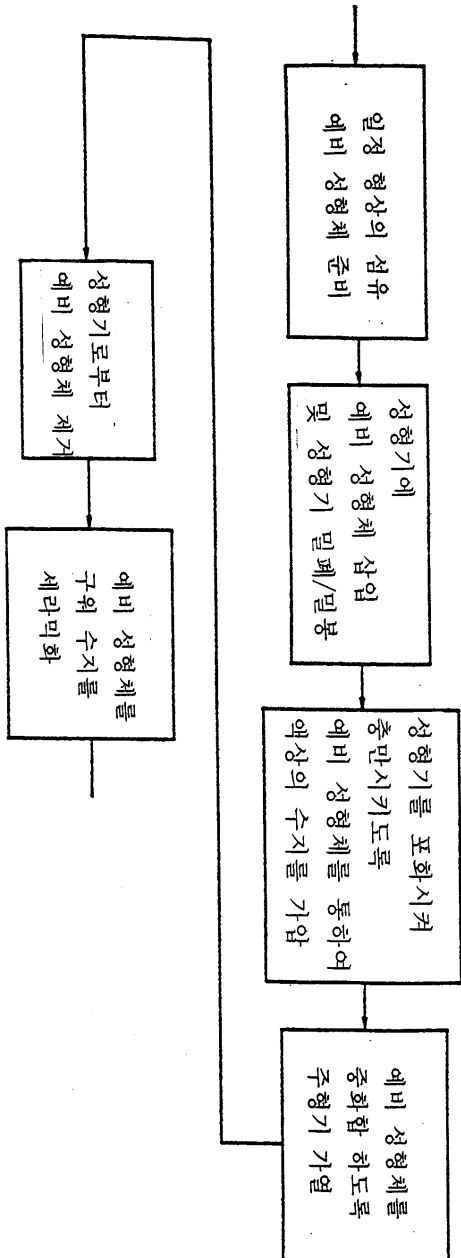 일정 형상의 섬유
예비 성형체 준비
성형기에
예비 성형체 삽입
및 성형기 밀폐/밀봉
성형기를 포화시켜
충만시키도록
예비 성형체를 통하여
액상의 수지를 가압
예비 성형체를
중화합 하도록
주형기 가열
성형기로부터
예비 성형체 제거
예비 성형체를
구워 수지를
세라믹화